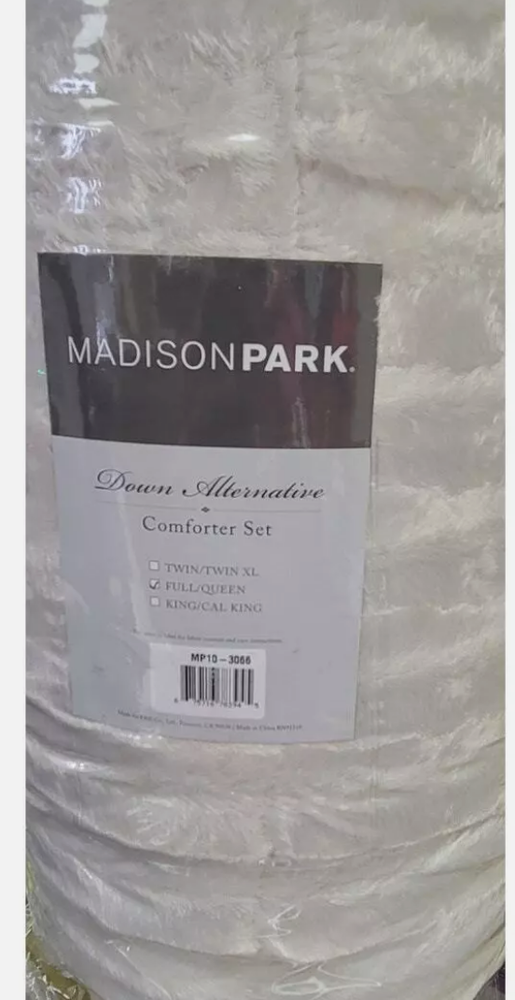 MADISONPARK.
Down Alternative
Comforter Set
TWIN/TWIN XL
FULL/QUEEN
KING/CAL KING
MP10-3066